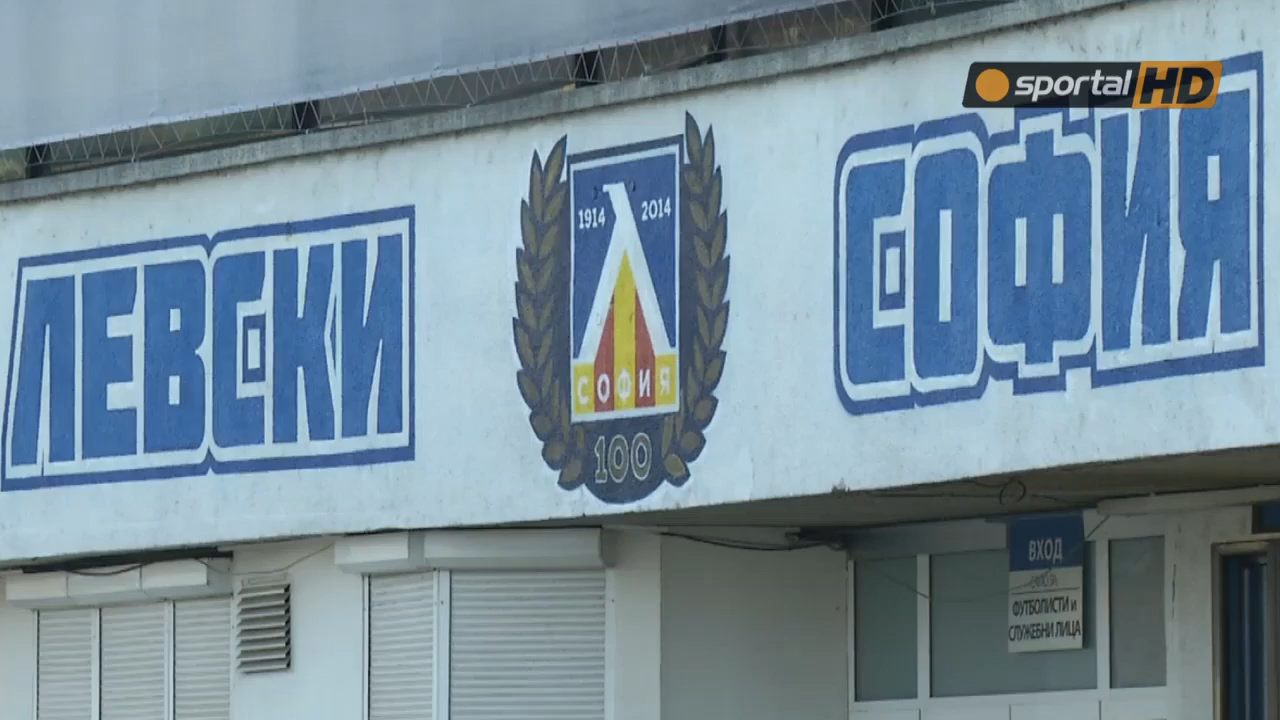 sportal HD
ЛЕВСКИ
1914 2014
СОФИЯ
100
СОФИЯ
ВХОД
ФУТБОЛИСТИ и
СЛУЖЕБНИ ЛИЦА